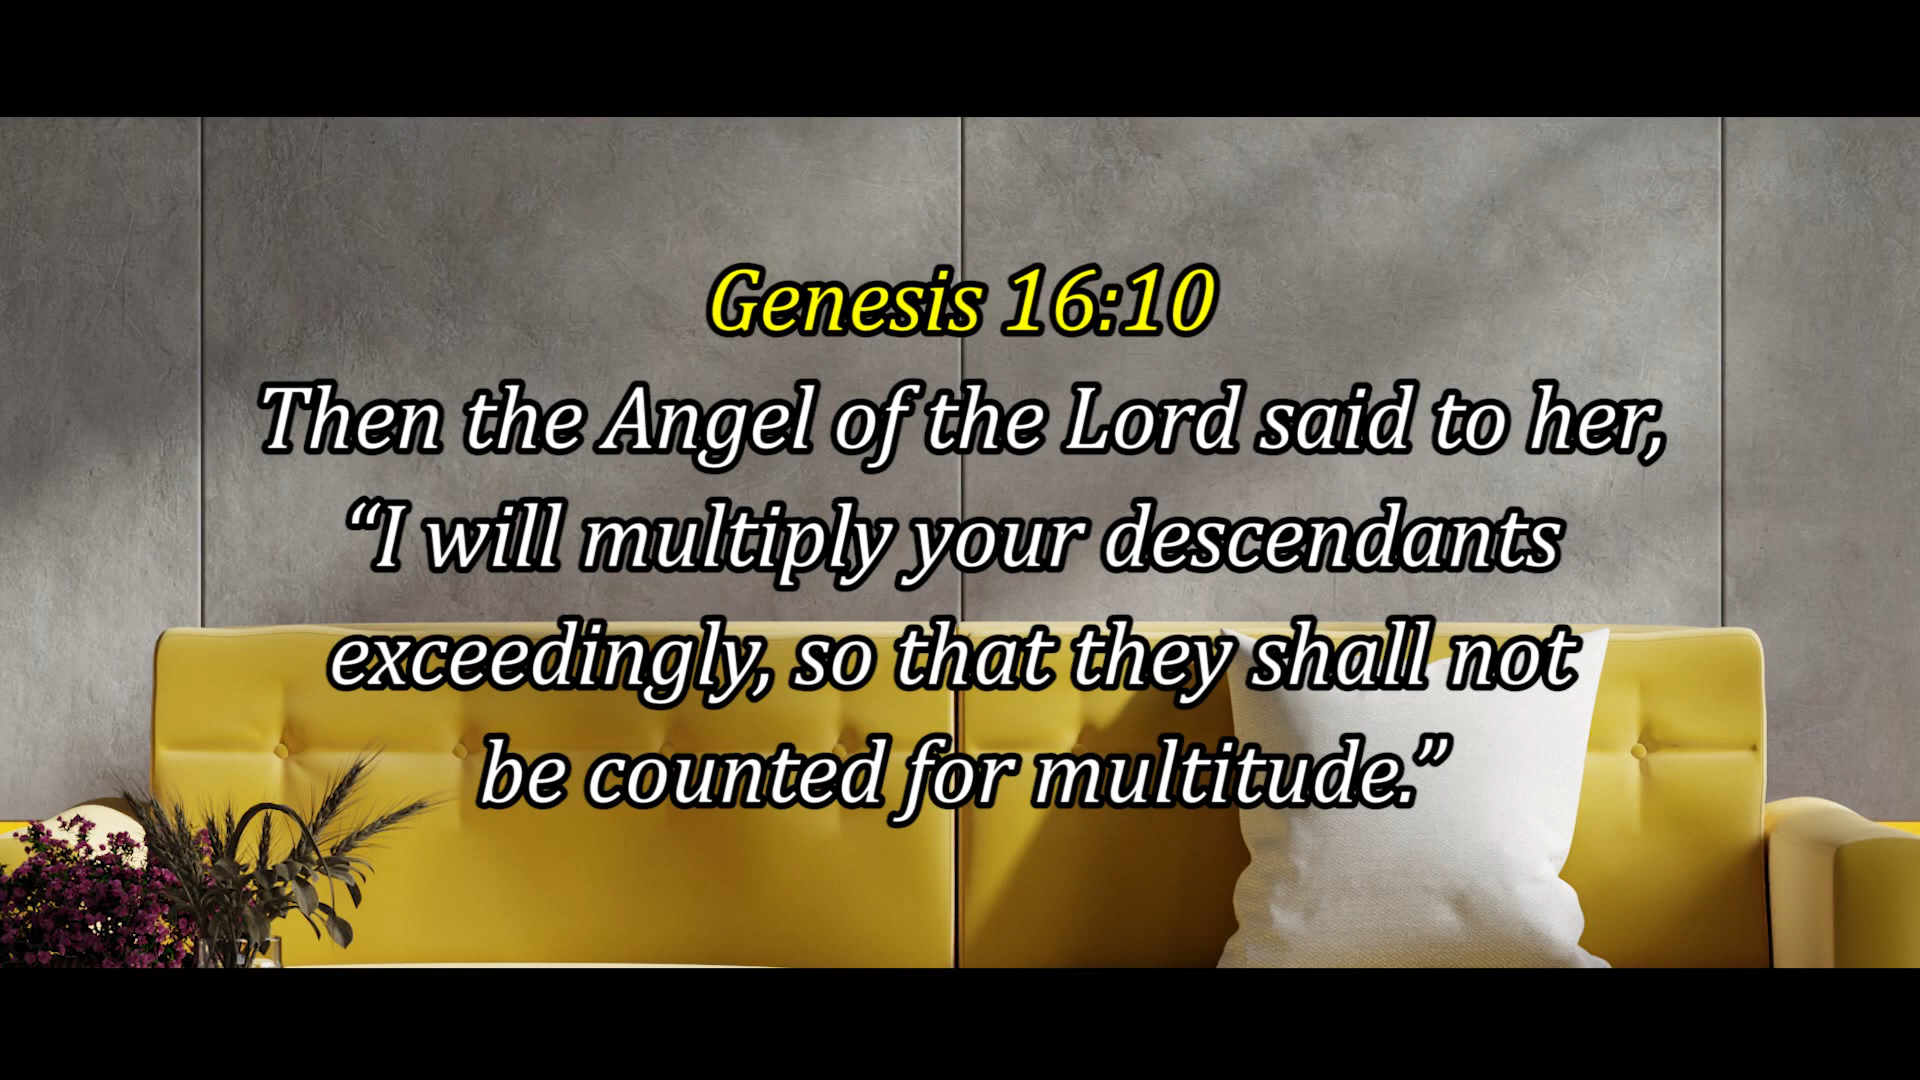 Genesis 16:10
Then the Angel of the Lord said to her,
“I will multiply your descendants
exceedingly, so that they shall not
be counted for multitude.”